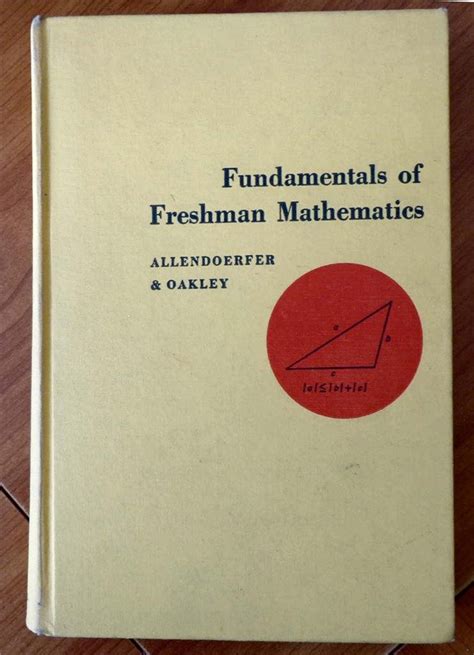 Fundamentals of
Freshman Mathematics
ALLENDOERFER
& OAKLEY
a
b
c
|a|≤|b|+|c|